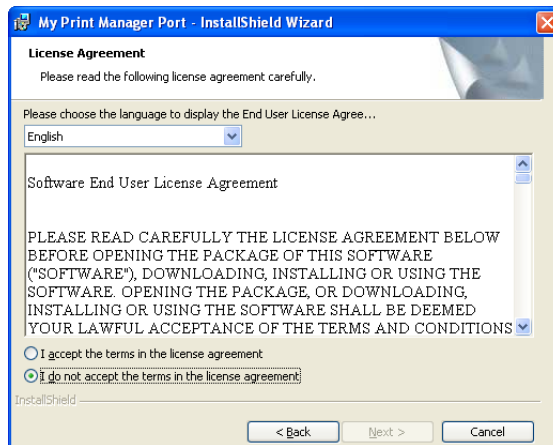 My Print Manager Port - InstallShield Wizard
License Agreement
Please read the following license agreement carefully.
Please choose the language to display the End User License Agree...
English
Software End User License Agreement
PLEASE READ CAREFULLY THE LICENSE AGREEMENT BELOW
BEFORE OPENING THE PACKAGE OF THIS SOFTWARE
("SOFTWARE"), DOWNLOADING, INSTALLING OR USING THE
SOFTWARE. OPENING THE PACKAGE, OR DOWNLOADING,
INSTALLING OR USING THE SOFTWARE SHALL BE DEEMED
YOUR LAWFUL ACCEPTANCE OF THE TERMS AND CONDITIONS
I accept the terms in the license agreement
I do not accept the terms in the license agreement
InstallShield
< Back
Next >
Cancel